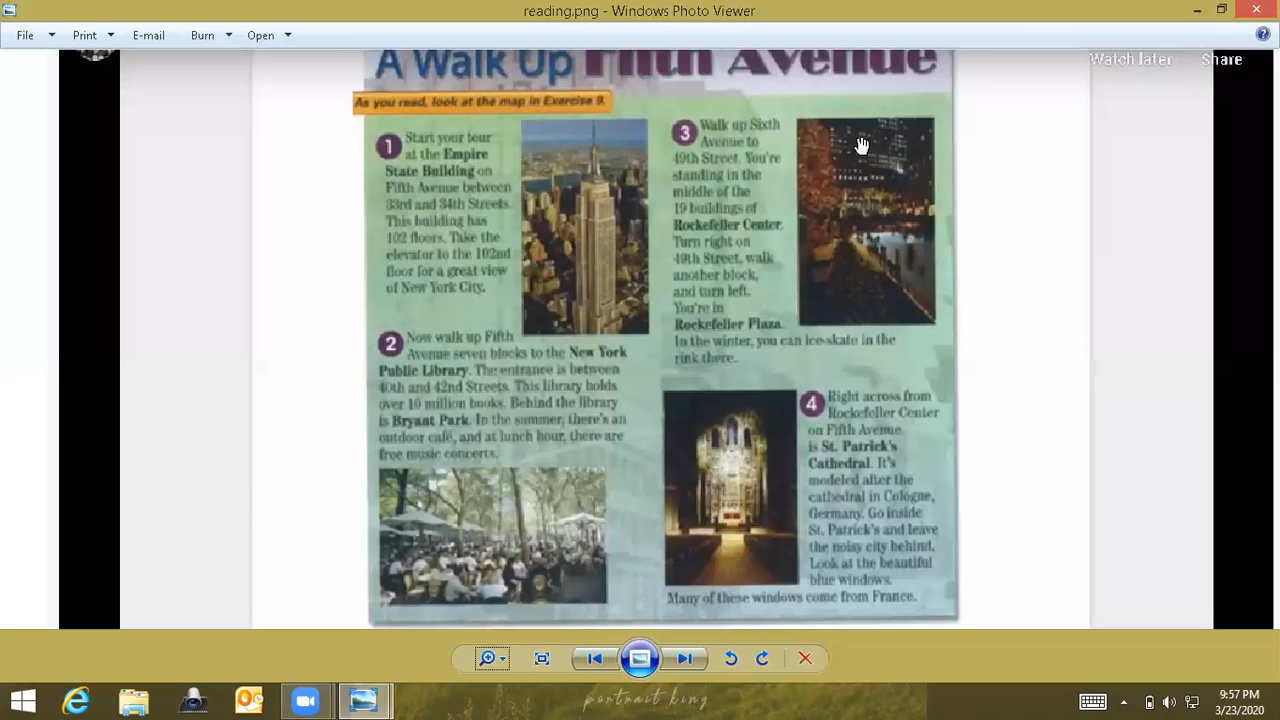 reading.png - Windows Photo Viewer
File Print E-mail Burn Open
Watch later Share
A Walk Up Fifth Avenue
As you read, look at the map in Exercise 9.
1 Start your tour
at the Empire
State Building on
Fifth Avenue between
33rd and 34th Streets.
This building has
102 floors. Take the
elevator to the 102nd
floor for a great view
of New York City.
2 Now walk up Fifth
Avenue seven blocks to the New York
Public Library. The entrance is between
40th and 42nd Streets. This library holds
over 10 million books. Behind the library
is Bryant Park. In the summer, there's an
outdoor café, and at lunch hour, there are
free music concerts.
3 Walk up Sixth
Avenue to
49th Street. You're
standing in the
middle of the
19 buildings of
Rockefeller Center.
Turn right on
49th Street, walk
another block,
and turn left.
You're in
Rockefeller Plaza.
In the winter, you can ice-skate in the
rink there.
4 Right across from
Rockefeller Center
on Fifth Avenue
is St. Patrick's
Cathedral. It's
modeled after the
cathedral in Cologne,
Germany. Go inside
St. Patrick's and leave
the noisy city behind.
Look at the beautiful
blue windows.
Many of these windows come from France.
portrait king
9:57 PM
3/23/2020